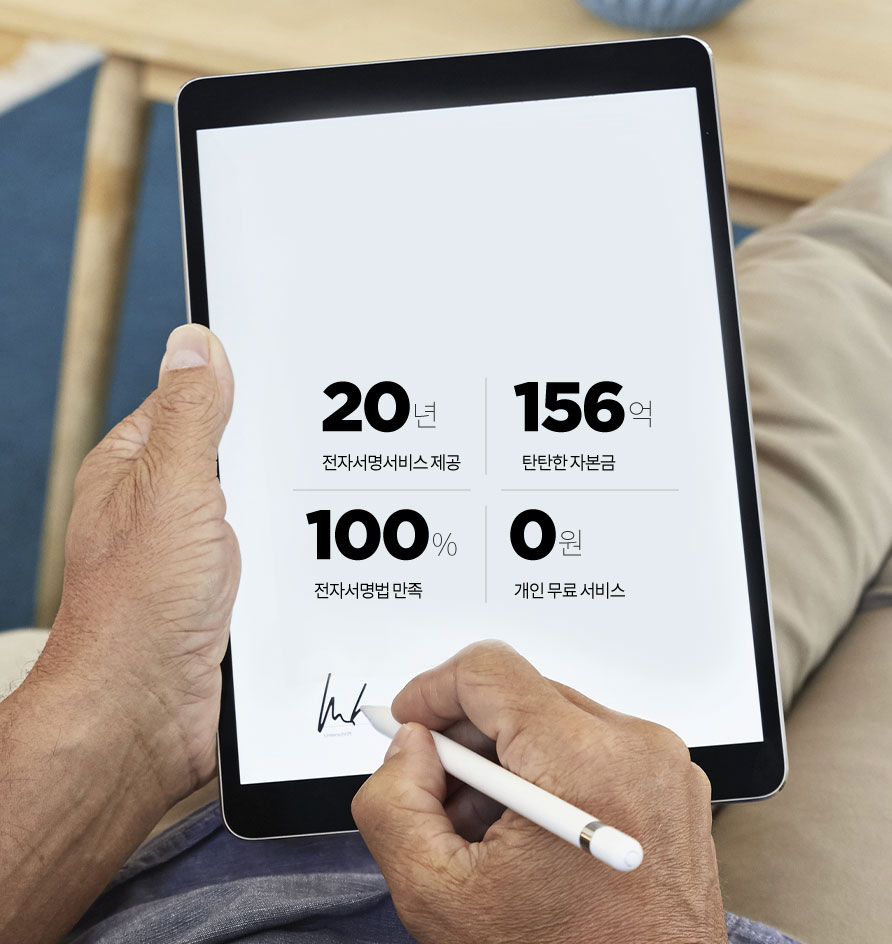 20년
전자서명서비스 제공
156억
탄탄한 자본금
100%
전자서명법 만족
0원
개인 무료 서비스
Unterschrift